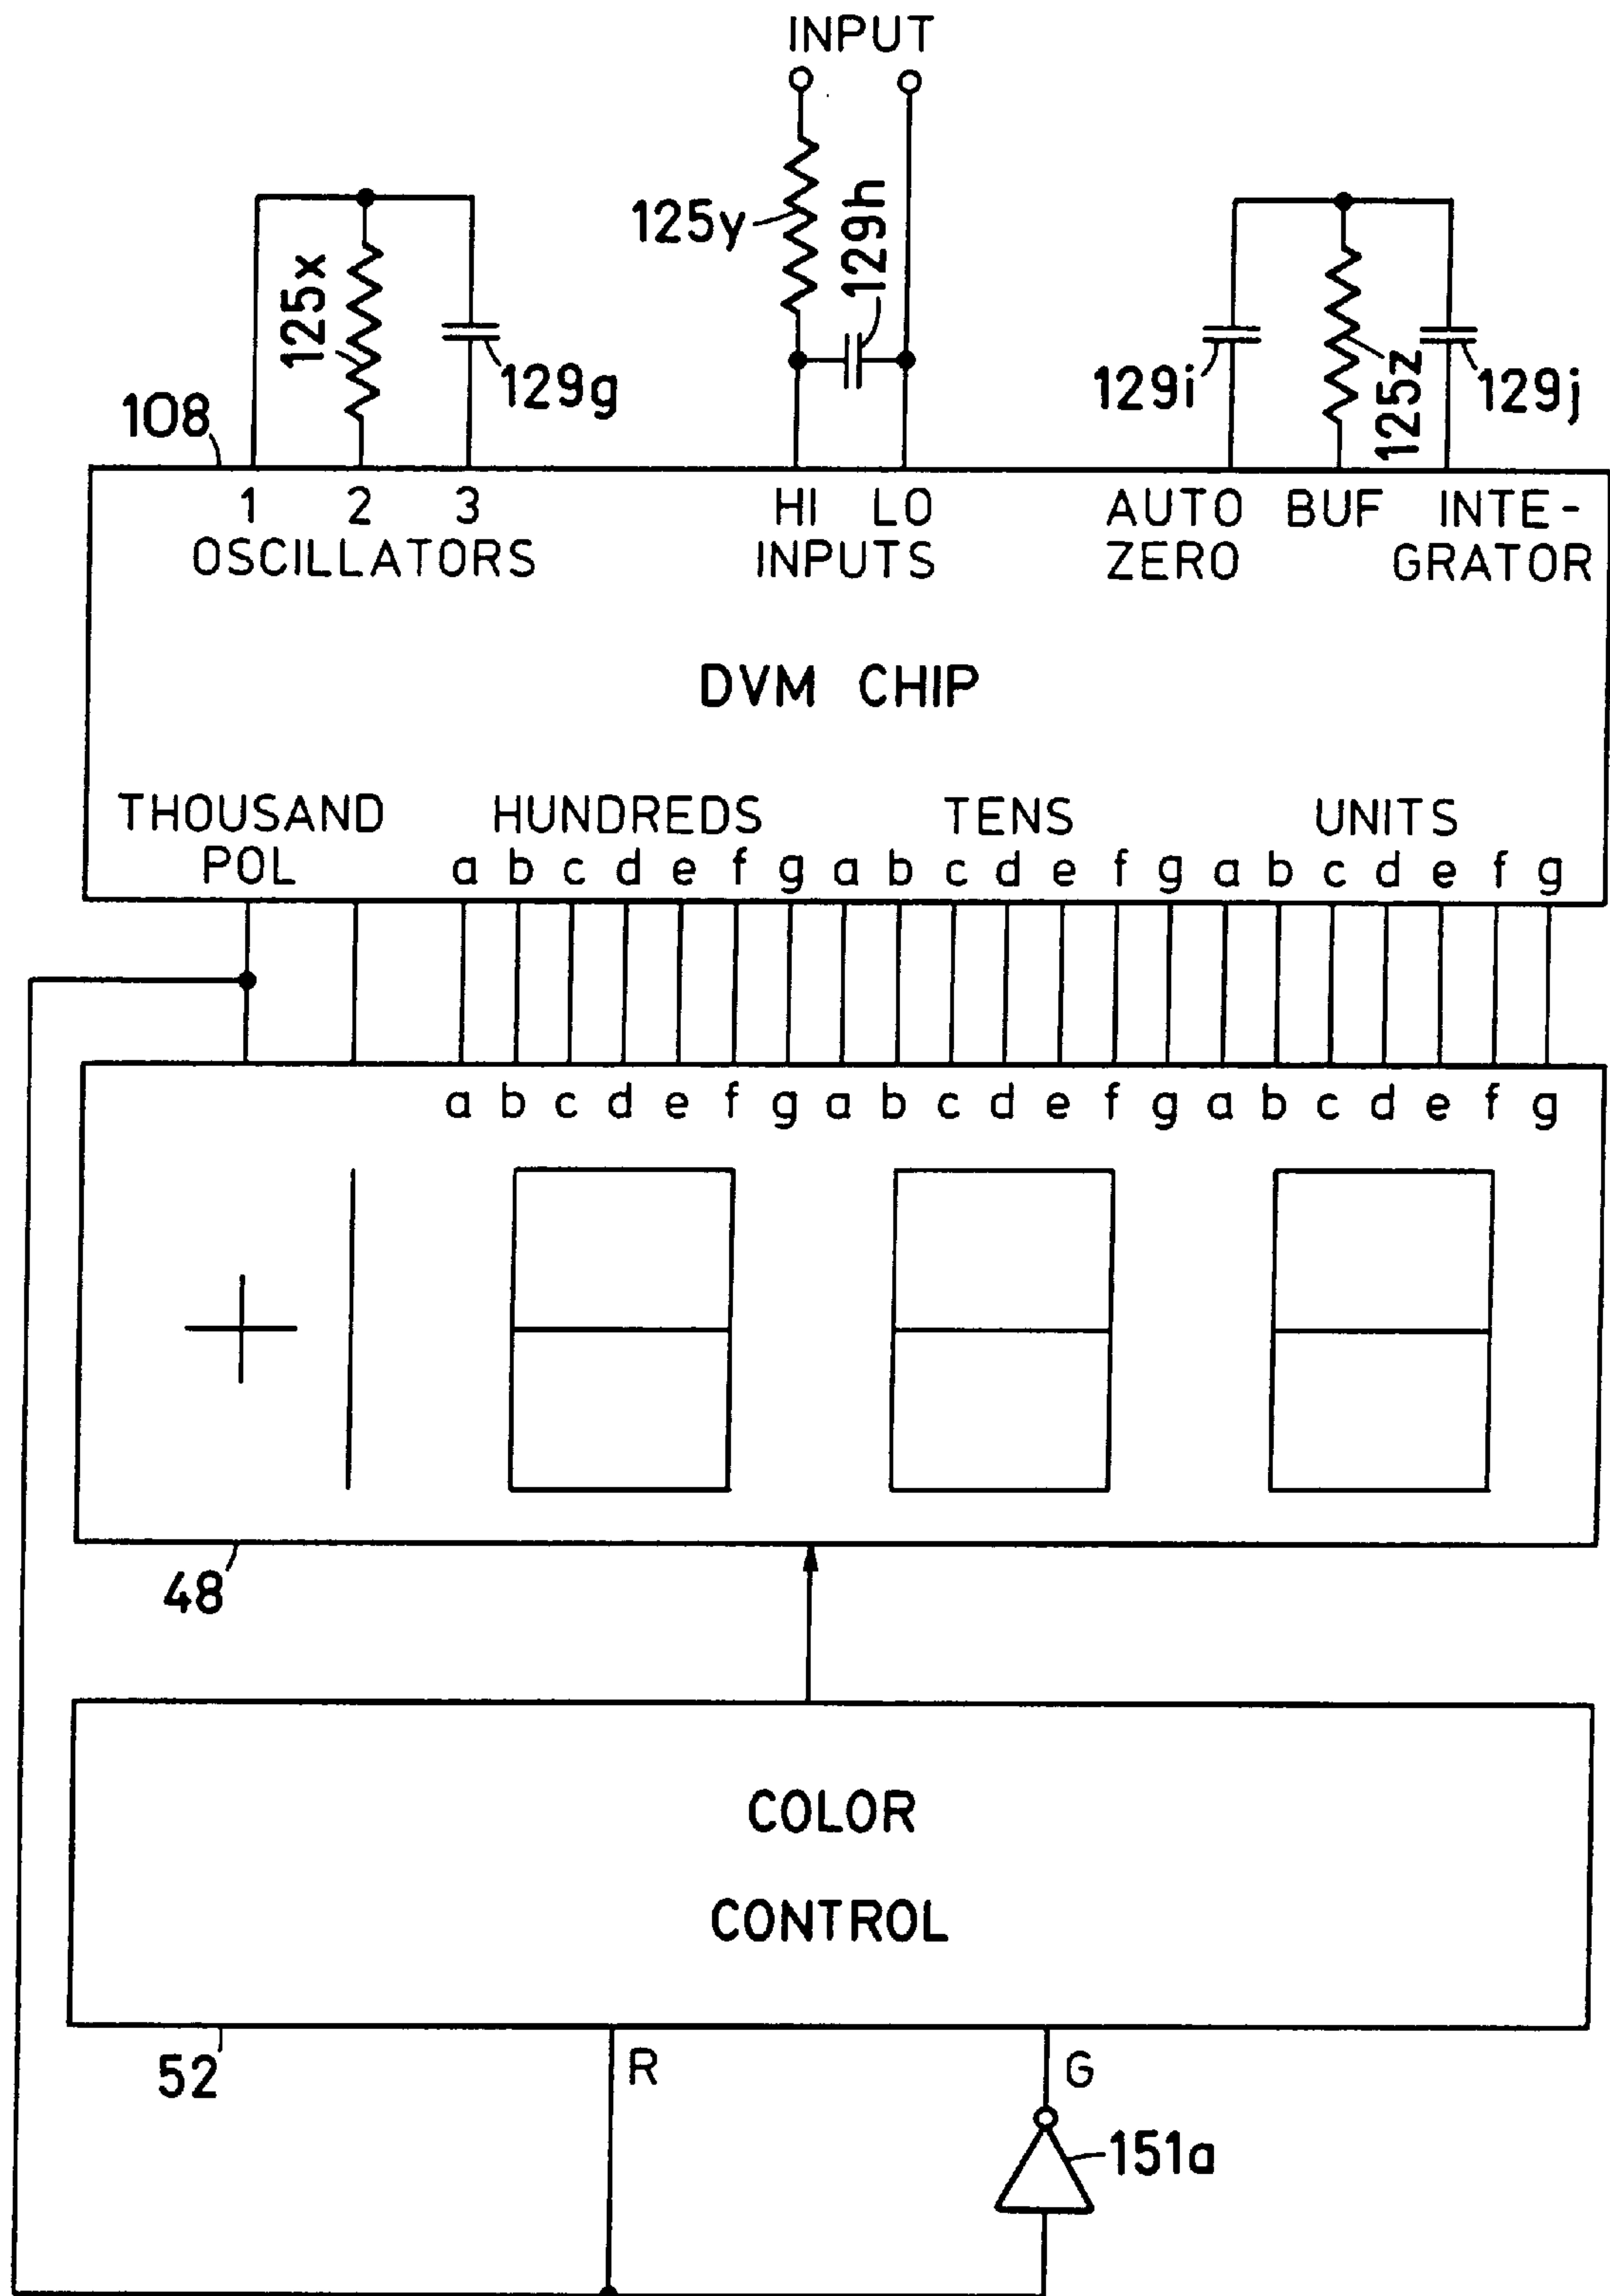 INPUT
125x
129g
125y
129h
129i
125z
129j
108
1 2 3
OSCILLATORS
HI LO
INPUTS
AUTO
ZERO
BUF
INTE-
GRATOR
DVM CHIP
THOUSAND
POL
HUNDREDS
TENS
UNITS
a b c d e f g a b c d e f g a b c d e f g
a b c d e f g a b c d e f g a b c d e f g
48
COLOR
CONTROL
52
R
G
151a